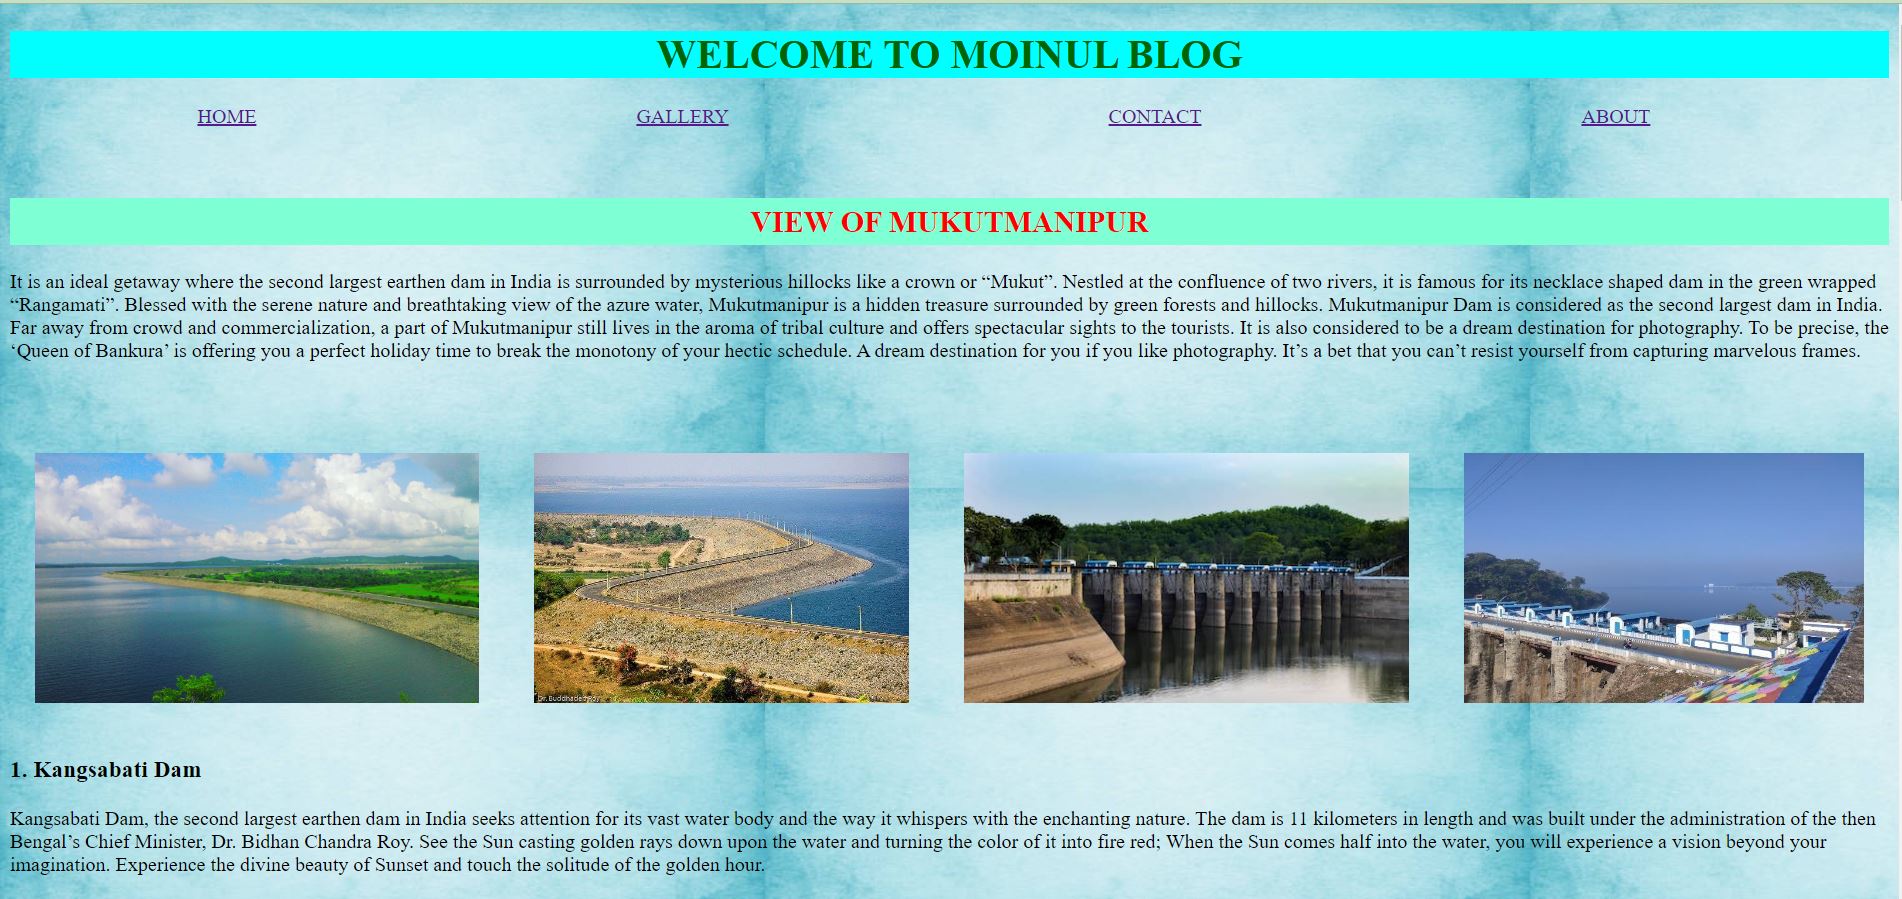 WELCOME TO MOINUL BLOG
HOME GALLERY CONTACT ABOUT
VIEW OF MUKUTMANIPUR
It is an ideal getaway where the second largest earthen dam in India is surrounded by mysterious hillocks like a crown or “Mukut”. Nestled at the confluence of two rivers, it is famous for its necklace shaped dam in the green wrapped
“Rangamati”. Blessed with the serene nature and breathtaking view of the azure water, Mukutmanipur is a hidden treasure surrounded by green forests and hillocks. Mukutmanipur Dam is considered as the second largest dam in India.
Far away from crowd and commercialization, a part of Mukutmanipur still lives in the aroma of tribal culture and offers spectacular sights to the tourists. It is also considered to be a dream destination for photography. To be precise, the
‘Queen of Bankura’ is offering you a perfect holiday time to break the monotony of your hectic schedule. A dream destination for you if you like photography. It’s a bet that you can’t resist yourself from capturing marvelous frames.
Dr. Buddhadeb Roy
1. Kangsabati Dam
Kangsabati Dam, the second largest earthen dam in India seeks attention for its vast water body and the way it whispers with the enchanting nature. The dam is 11 kilometers in length and was built under the administration of the then
Bengal’s Chief Minister, Dr. Bidhan Chandra Roy. See the Sun casting golden rays down upon the water and turning the color of it into fire red; When the Sun comes half into the water, you will experience a vision beyond your
imagination. Experience the divine beauty of Sunset and touch the solitude of the golden hour.